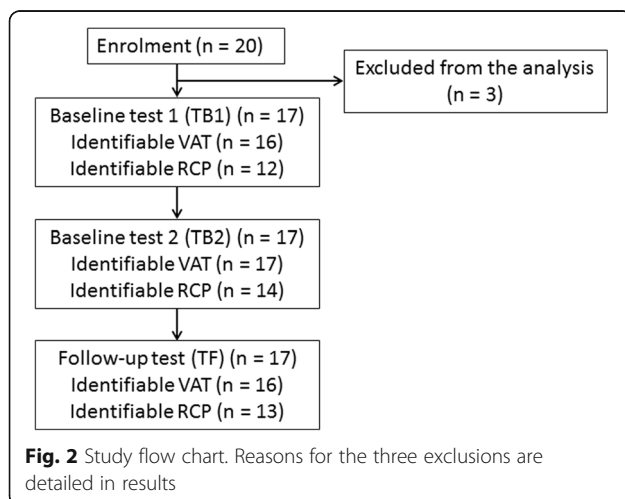 Enrolment (n = 20)
Excluded from the analysis
(n = 3)
Baseline test 1 (TB1) (n = 17)
Identifiable VAT (n = 16)
Identifiable RCP (n = 12)
Baseline test 2 (TB2) (n = 17)
Identifiable VAT (n = 17)
Identifiable RCP (n = 14)
Follow-up test (TF) (n = 17)
Identifiable VAT (n = 16)
Identifiable RCP (n = 13)
Fig. 2 Study flow chart. Reasons for the three exclusions are
detailed in results